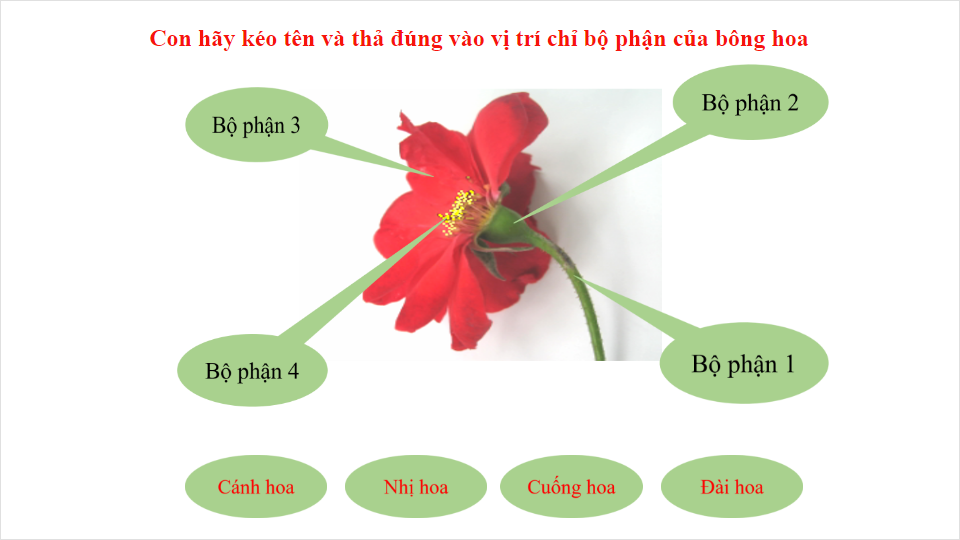 Con hãy kéo tên và thả đúng vào vị trí chỉ bộ phận của bông hoa
Bộ phận 3
Bộ phận 2
Bộ phận 4
Bộ phận 1
Cánh hoa
Nhị hoa
Cuống hoa
Đài hoa